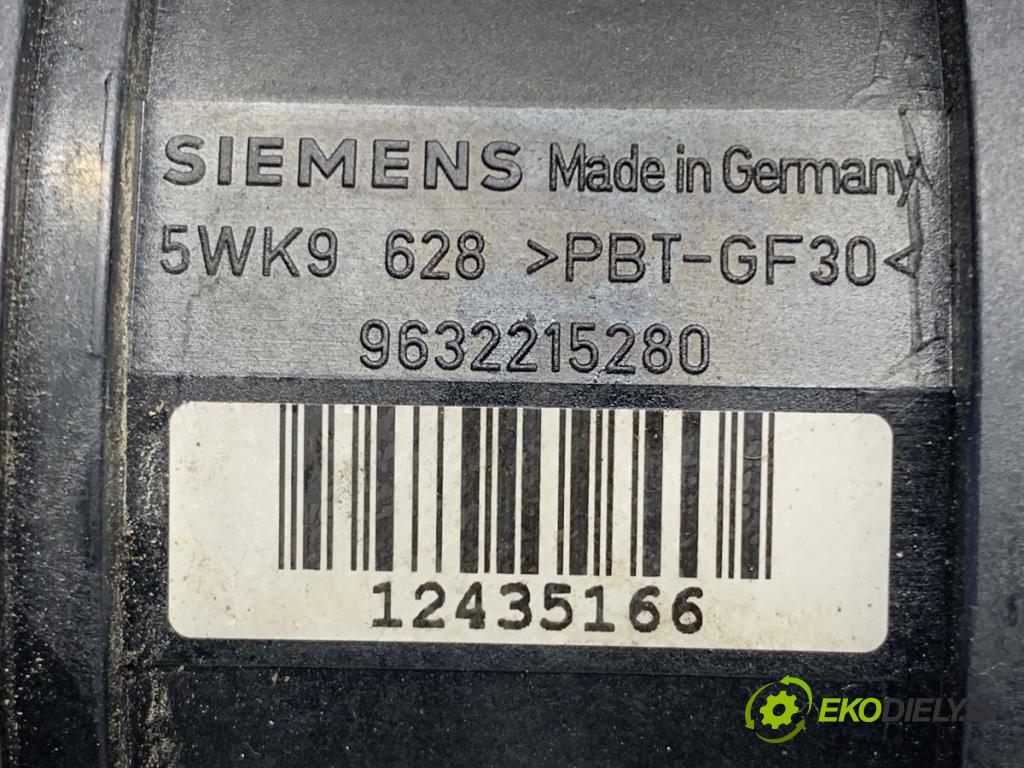 SIEMENS Made in Germany
5WK9 628 >PBT-GF30<
9632215280
12435166
EKODIELY